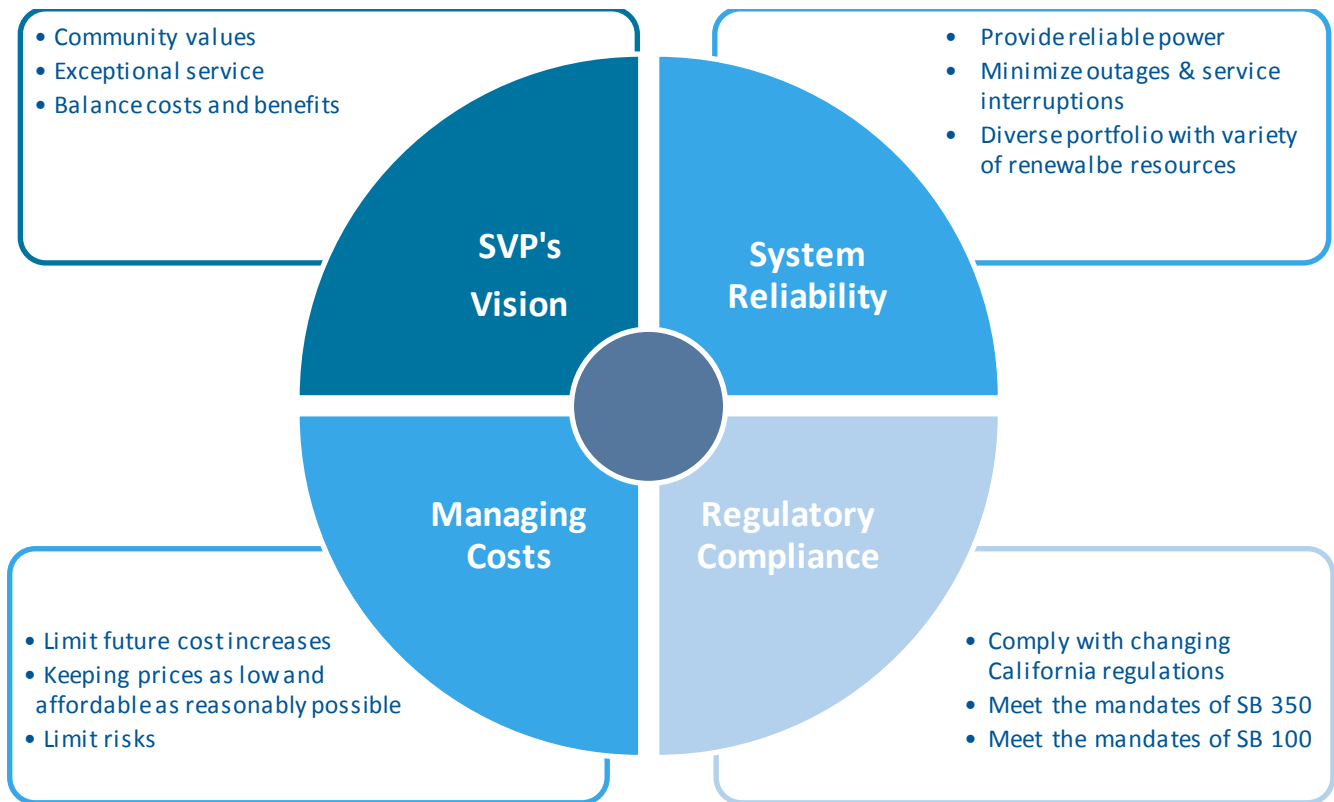 • Community values
• Exceptional service
• Balance costs and benefits
• Provide reliable power
• Minimize outages & service
interruptions
• Diverse portfolio with variety
of renewalbe resources
SVP's
Vision
System
Reliability
Managing
Costs
Regulatory
Compliance
• Limit future cost increases
• Keeping prices as low and
affordable as reasonably possible
• Limit risks
• Comply with changing
California regulations
• Meet the mandates of SB 350
• Meet the mandates of SB 100